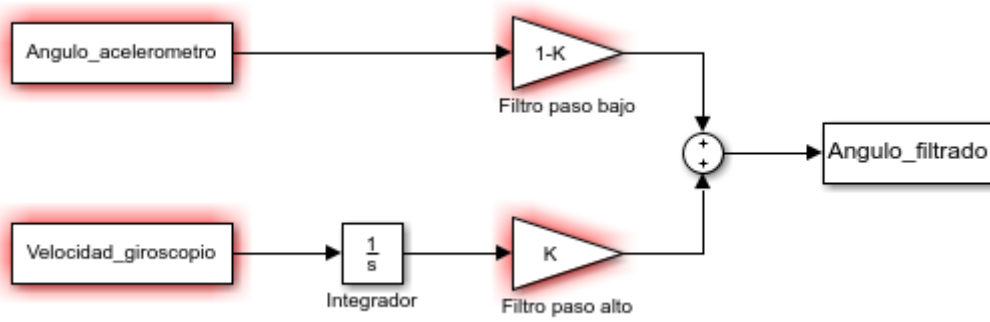 Angulo_acelerometro
1-K
Filtro paso bajo
+
+
Angulo_filtrado
Velocidad_giroscopio
1
s
Integrador
K
Filtro paso alto